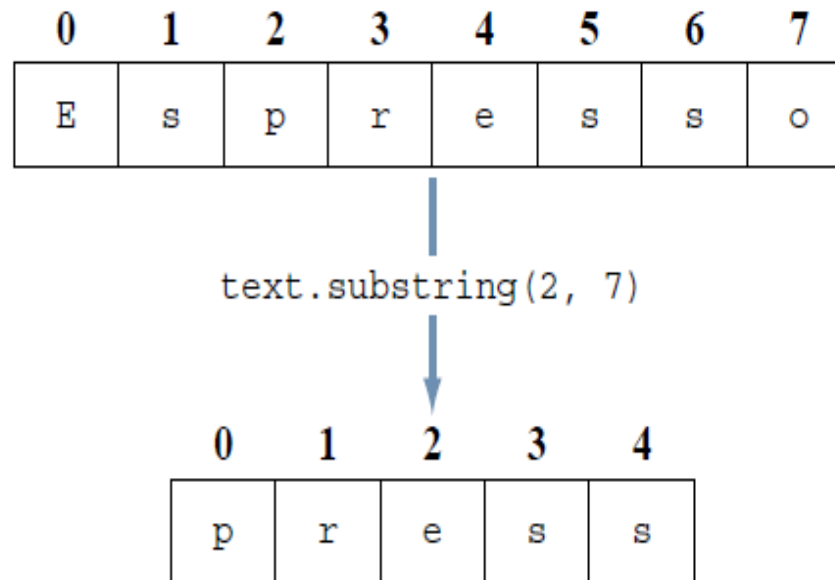 0 1 2 3 4 5 6 7
E s p r e s s o
text.substring(2, 7)
0 1 2 3 4
p r e s s